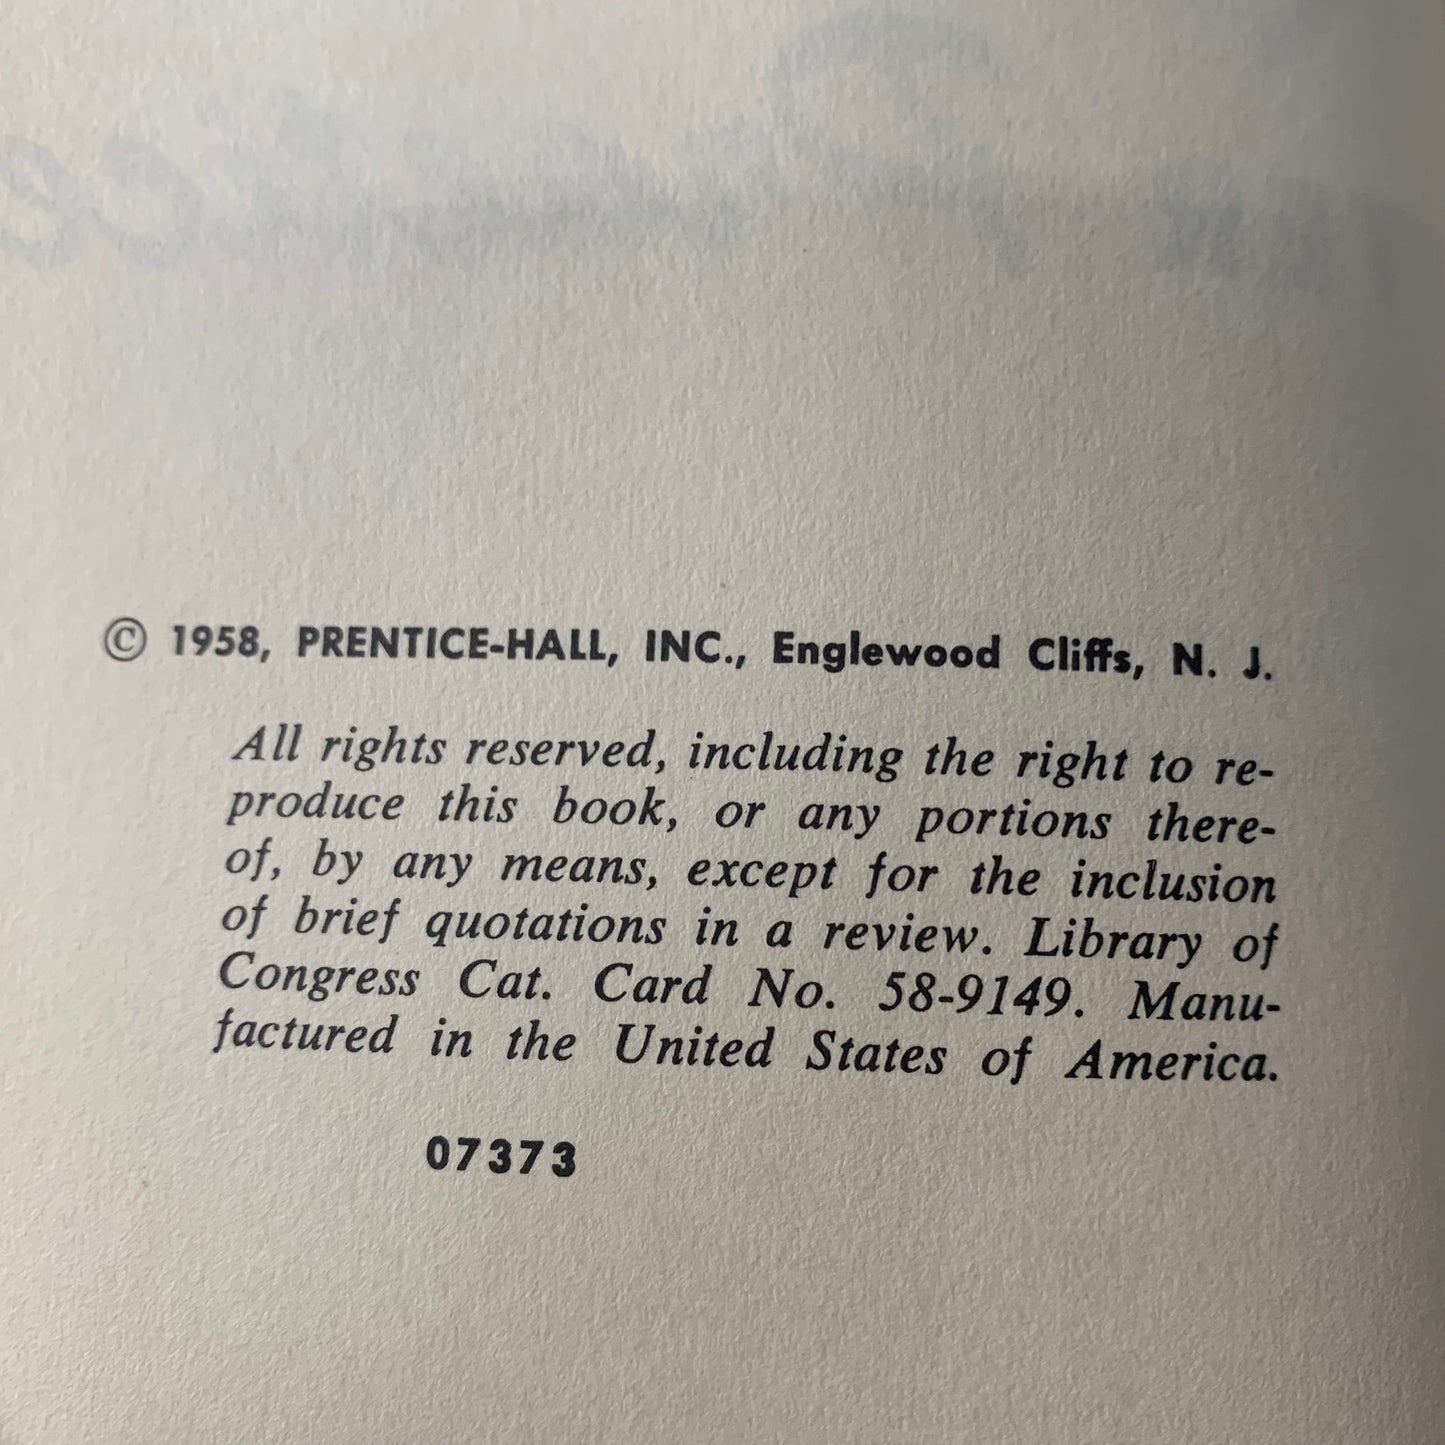 © 1958, PRENTICE-HALL, INC., Englewood Cliffs, N. J.
All rights reserved, including the right to re-
produce this book, or any portions there-
of, by any means, except for the inclusion
of brief quotations in a review. Library of
Congress Cat. Card No. 58-9149. Manu-
factured in the United States of America.
07373